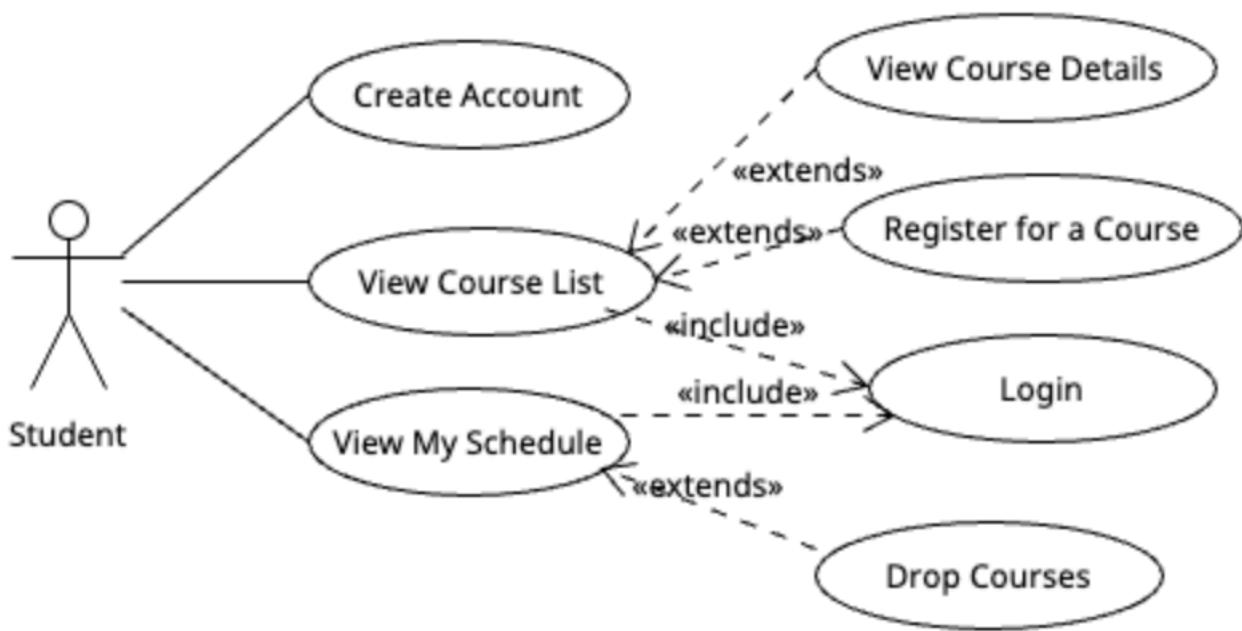 View Course Details
Create Account
«extends»
«extends»
Register for a Course
View Course List
«include»
«include»
Login
Student
View My Schedule
«extends»
Drop Courses